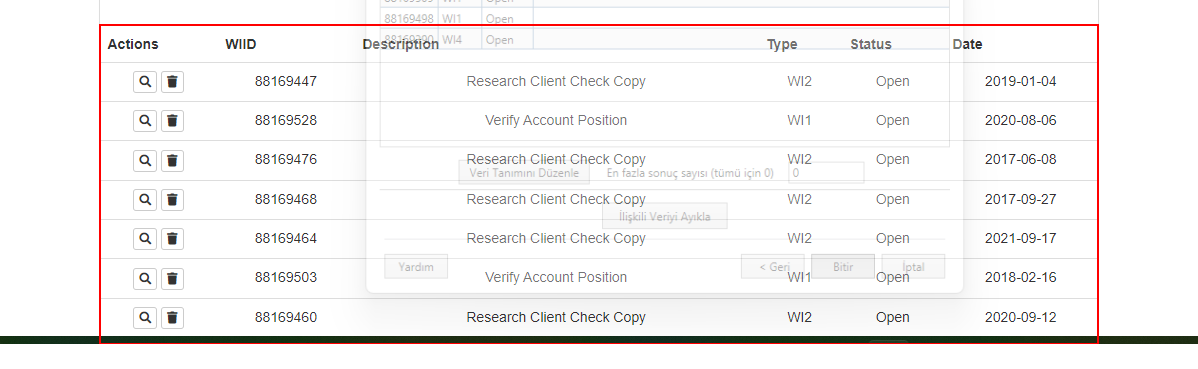 88169498 WI1 Open
88169390 WI4 Open
Actions WIID Description Type Status Date
88169447 Research Client Check Copy WI2 Open 2019-01-04
88169528 Verify Account Position WI1 Open 2020-08-06
88169476 Research Client Check Copy WI2 Open 2017-06-08
Veri Tanımını Düzenle En fazla sonuç sayısı (tümü için 0) 0
88169468 Research Client Check Copy WI2 Open 2017-09-27
İlişkili Veriyi Ayıkla
88169464 Research Client Check Copy WI2 Open 2021-09-17
Yardım < Geri Bitir İptal
88169503 Verify Account Position WI1 Open 2018-02-16
88169460 Research Client Check Copy WI2 Open 2020-09-12